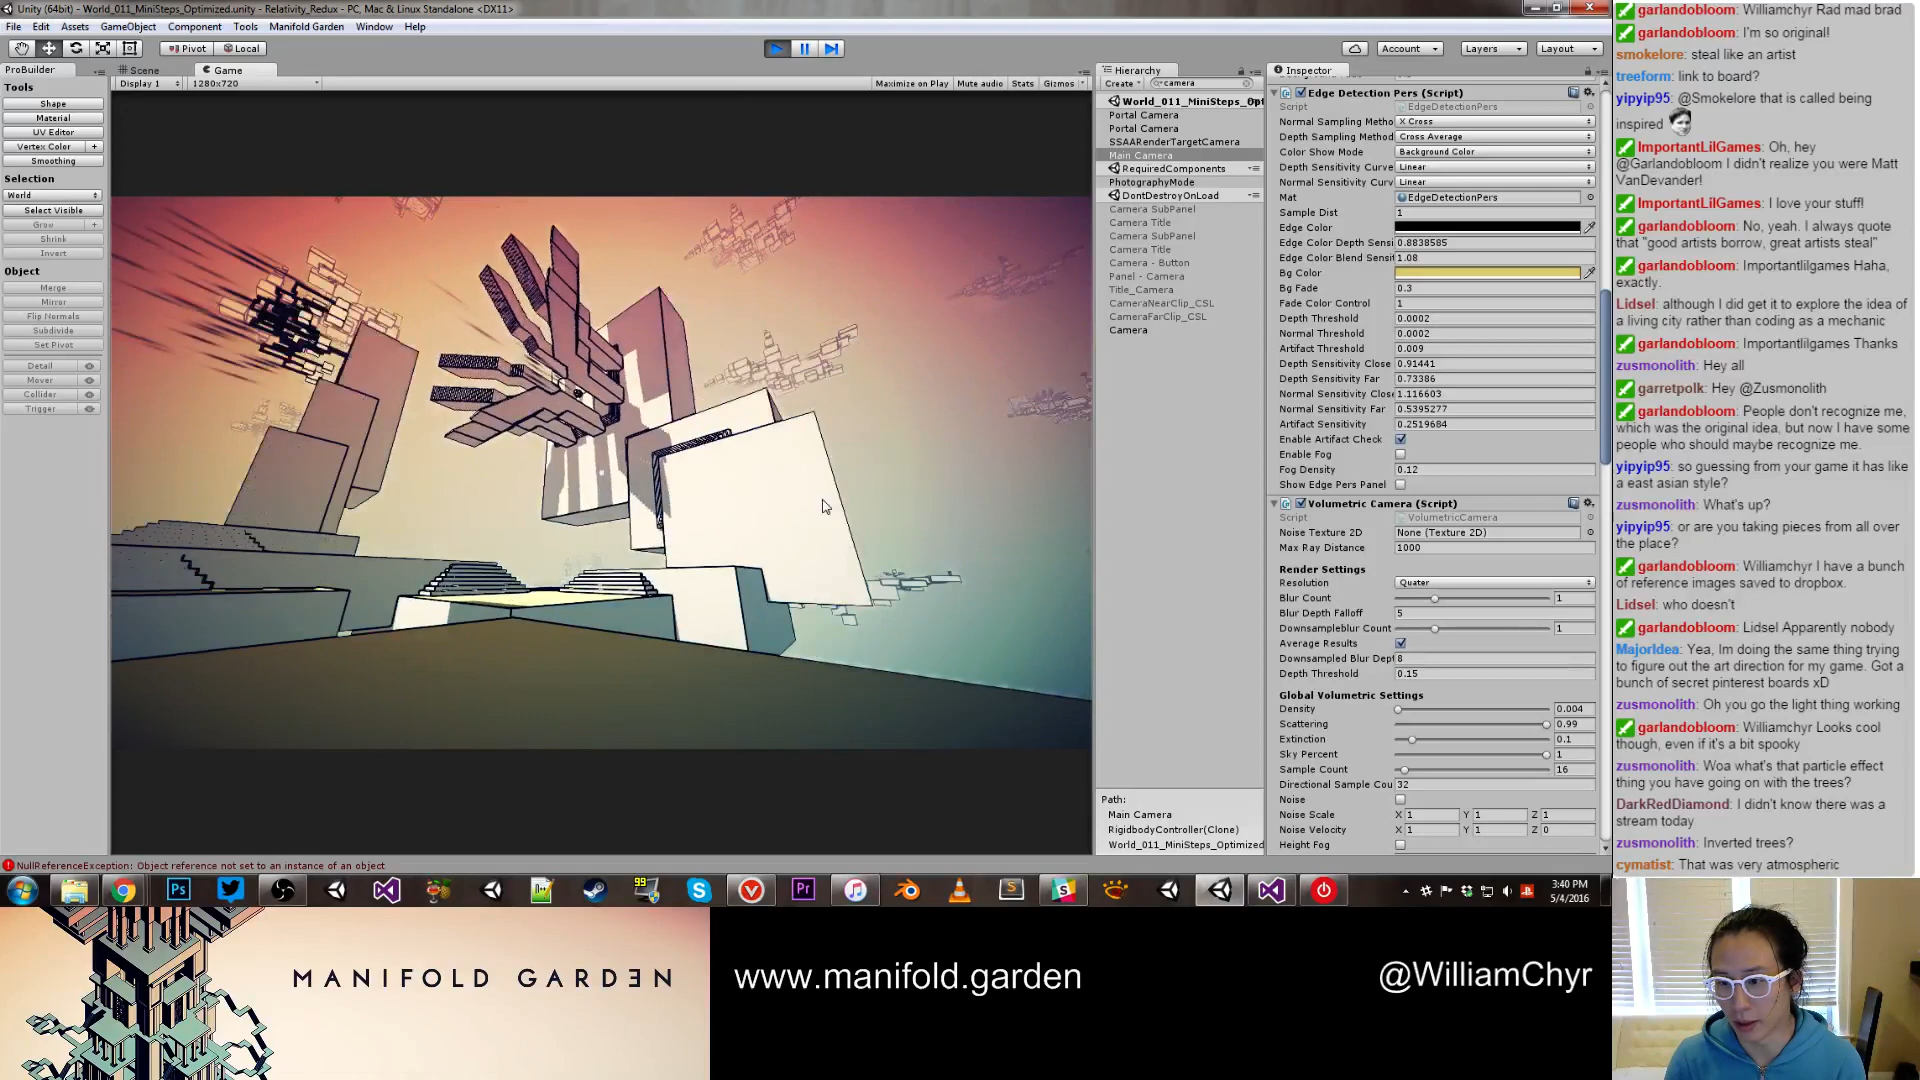 Unity (64bit) - World_011_MiniSteps_Optimized.unity - Relativity_Redux - PC, Mac & Linux Standalone <DX11>
File Edit Assets GameObject Component Tools Manifold Garden Window Help
Pivot Local Account Layers Layout
ProBuilder
Tools
Shape
Material
UV Editor
Vertex Color +
Smoothing
Selection
World
Select Visible
Grow +
Shrink
Invert
Object
Merge
Mirror
Flip Normals
Subdivide
Set Pivot
Detail
Mover
Collider
Trigger
Scene Game
Display 1 1280x720 Maximize on Play Mute audio Stats Gizmos
Hierarchy
Create camera
World_011_MiniSteps_Opt
Portal Camera
Portal Camera
SSAARenderTargetCamera
Main Camera
RequiredComponents
PhotographyMode
DontDestroyOnLoad
Camera SubPanel
Camera Title
Camera SubPanel
Camera Title
Camera - Button
Panel - Camera
Title_Camera
CameraNearClip_CSL
CameraFarClip_CSL
Camera
Path:
Main Camera
RigidbodyController(Clone)
World_011_MiniSteps_Optimized
Inspector
Edge Detection Pers (Script)
Script EdgeDetectionPers
Normal Sampling Metho X Cross
Depth Sampling Method Cross Average
Color Show Mode Background Color
Depth Sensitivity Curv Linear
Normal Sensitivity Curv Linear
Mat EdgeDetectionPers
Sample Dist 1
Edge Color
Edge Color Depth Sensi 0.8838585
Edge Color Blend Sensit 1.08
Bg Color
Bg Fade 0.3
Fade Color Control 1
Depth Threshold 0.0002
Normal Threshold 0.0002
Artifact Threshold 0.009
Depth Sensitivity Close 0.91441
Depth Sensitivity Far 0.73386
Normal Sensitivity Close 1.116603
Normal Sensitivity Far 0.5395277
Artifact Sensitivity 0.2519684
Enable Artifact Check
Enable Fog
Fog Density 0.12
Show Edge Pers Panel
Volumetric Camera (Script)
Script VolumetricCamera
Noise Texture 2D None (Texture 2D)
Max Ray Distance 1000
Render Settings
Resolution Quater
Blur Count 1
Blur Depth Falloff 5
Downsampleblur Count 1
Average Results
Downsampled Blur Dept 8
Depth Threshold 0.15
Global Volumetric Settings
Density 0.004
Scattering 0.99
Extinction 0.1
Sky Percent 1
Sample Count 16
Directional Sample Cou 32
Noise
Noise Scale X 1 Y 1 Z 1
Noise Velocity X 1 Y 1 Z 0
Height Fog
NullReferenceException: Object reference not set to an instance of an object
99
3:40 PM
5/4/2016
garlandobloom: Williamchyr Rad mad brad
garlandobloom: I'm so original!
smokelore: steal like an artist
treeform: link to board?
yipyip95: @Smokelore that is called being
inspired
ImportantLilGames: Oh, hey
@Garlandobloom I didn't realize you were Matt
VanDevander!
ImportantLilGames: I love your stuff!
garlandobloom: No, yeah. I always quote
that "good artists borrow, great artists steal"
garlandobloom: Importantlilgames Haha,
exactly.
Lidsel: although I did get it to explore the idea of
a living city rather than coding as a mechanic
garlandobloom: Importantlilgames Thanks
zusmonolith: Hey all
garretpolk: Hey @Zusmonolith
garlandobloom: People don't recognize me,
which was the original idea, but now I have some
people who should maybe recognize me.
yipyip95: so guessing from your game it has like
a east asian style?
zusmonolith: What's up?
yipyip95: or are you taking pieces from all over
the place?
garlandobloom: Williamchyr I have a bunch
of reference images saved to dropbox.
Lidsel: who doesn't
garlandobloom: Lidsel Apparently nobody
MajorIdea: Yea, Im doing the same thing trying
to figure out the art direction for my game. Got a
bunch of secret pinterest boards xD
zusmonolith: Oh you go the light thing working
garlandobloom: Williamchyr Looks cool
though, even if it's a bit spooky
zusmonolith: Woa what's that particle effect
thing you have going on with the trees?
DarkRedDiamond: I didn't know there was a
stream today
zusmonolith: Inverted trees?
cymatist: That was very atmospheric
MANIFOLD GARDEN
www.manifold.garden
@WilliamChyr